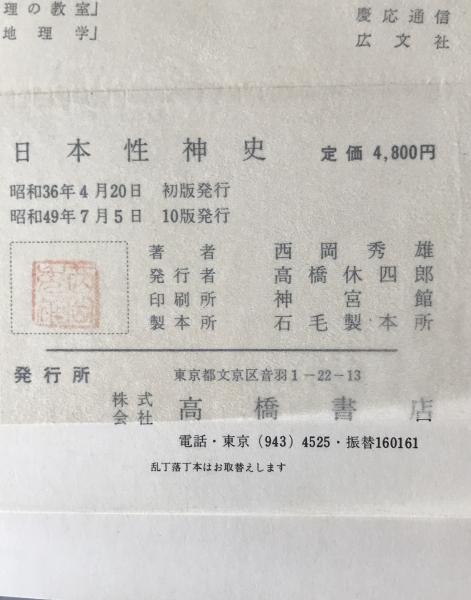 理の教室」 慶応通信
地理学」 広文社
日本性神史 定価 4,800円
昭和36年4月20日 初版発行
昭和49年7月5日 10版発行
著者 西岡秀雄
発行者 高橋休四郎
印刷所 神宮館
製本所 石毛製本所
発行所 東京都文京区音羽1－22－13
株式会社 高橋書店
電話・東京（943）4525・振替160161
乱丁落丁本はお取替えします